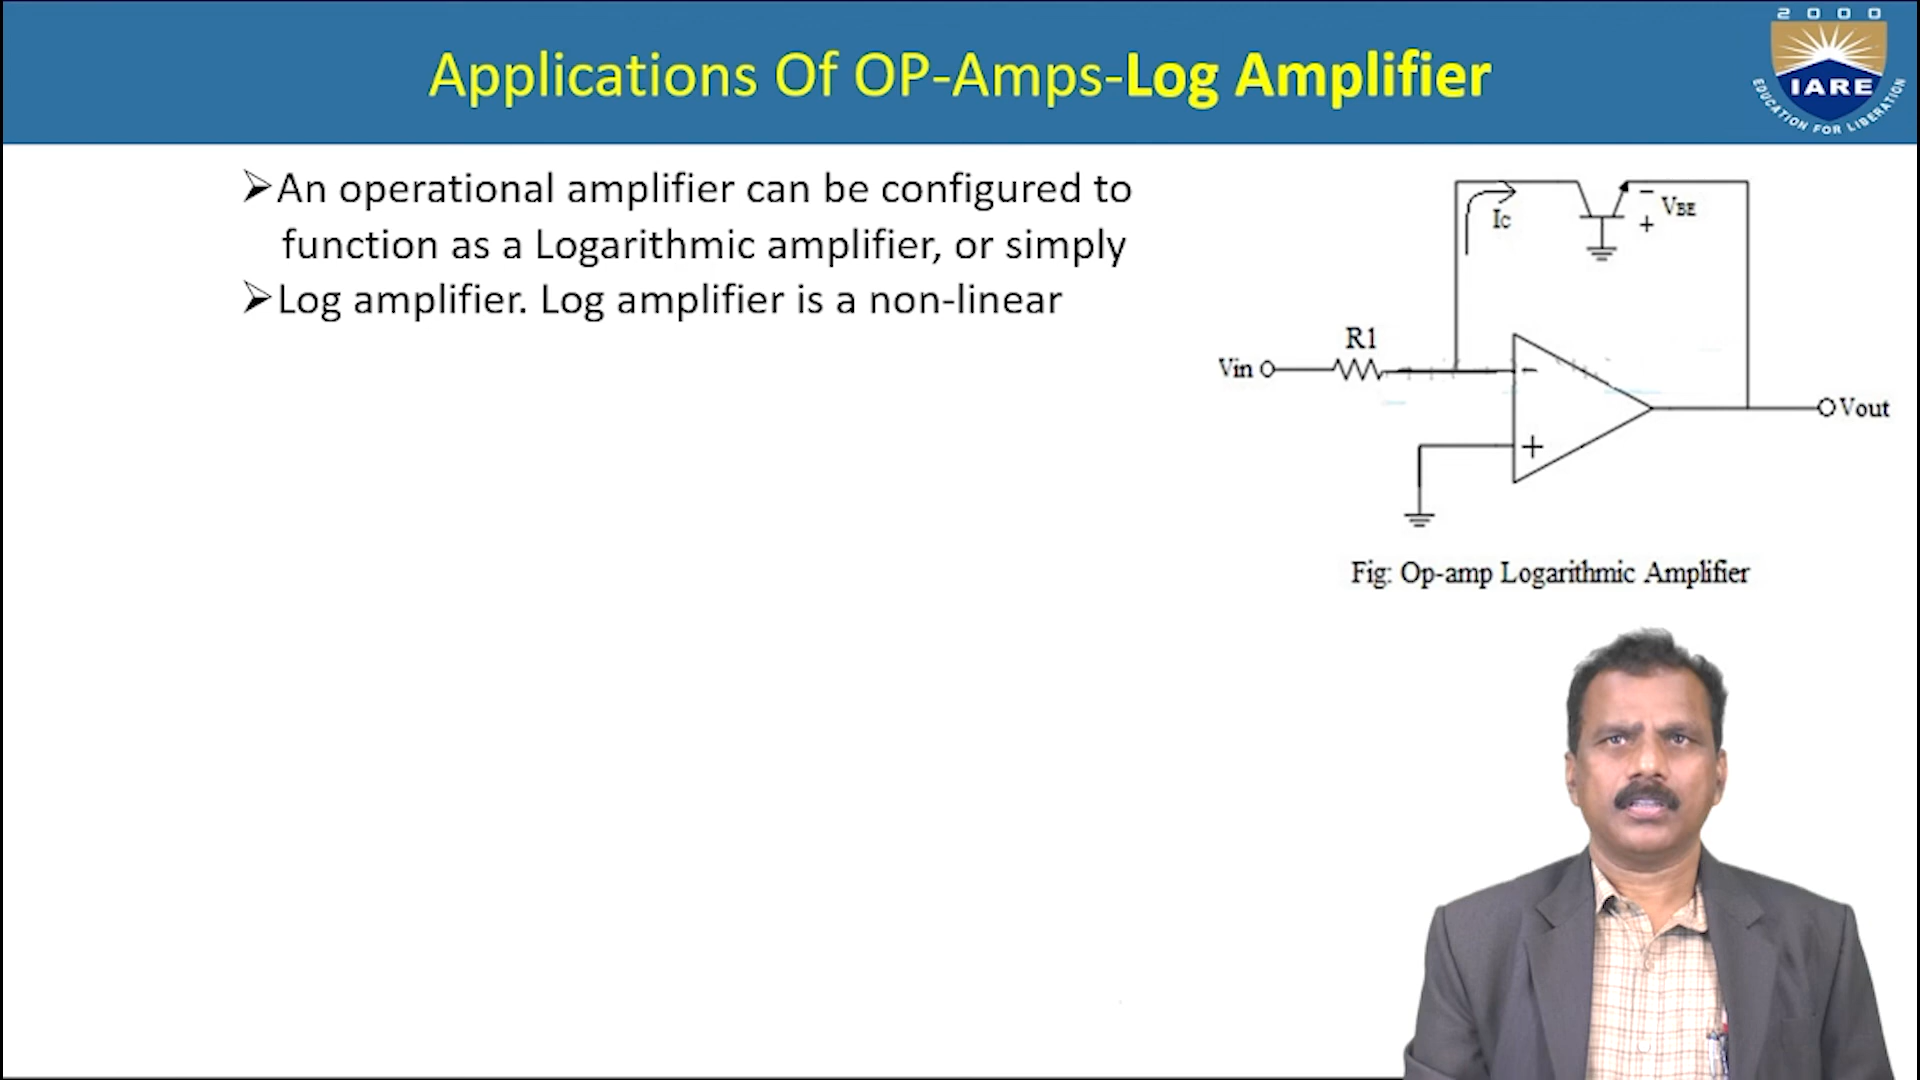 Applications Of OP-Amps-Log Amplifier
2000
IARE
EDUCATION FOR LIBERATION
➢An operational amplifier can be configured to
function as a Logarithmic amplifier, or simply
➢Log amplifier. Log amplifier is a non-linear
Ic
−
VBE
+
R1
Vin
−
Vout
+
Fig: Op-amp Logarithmic Amplifier